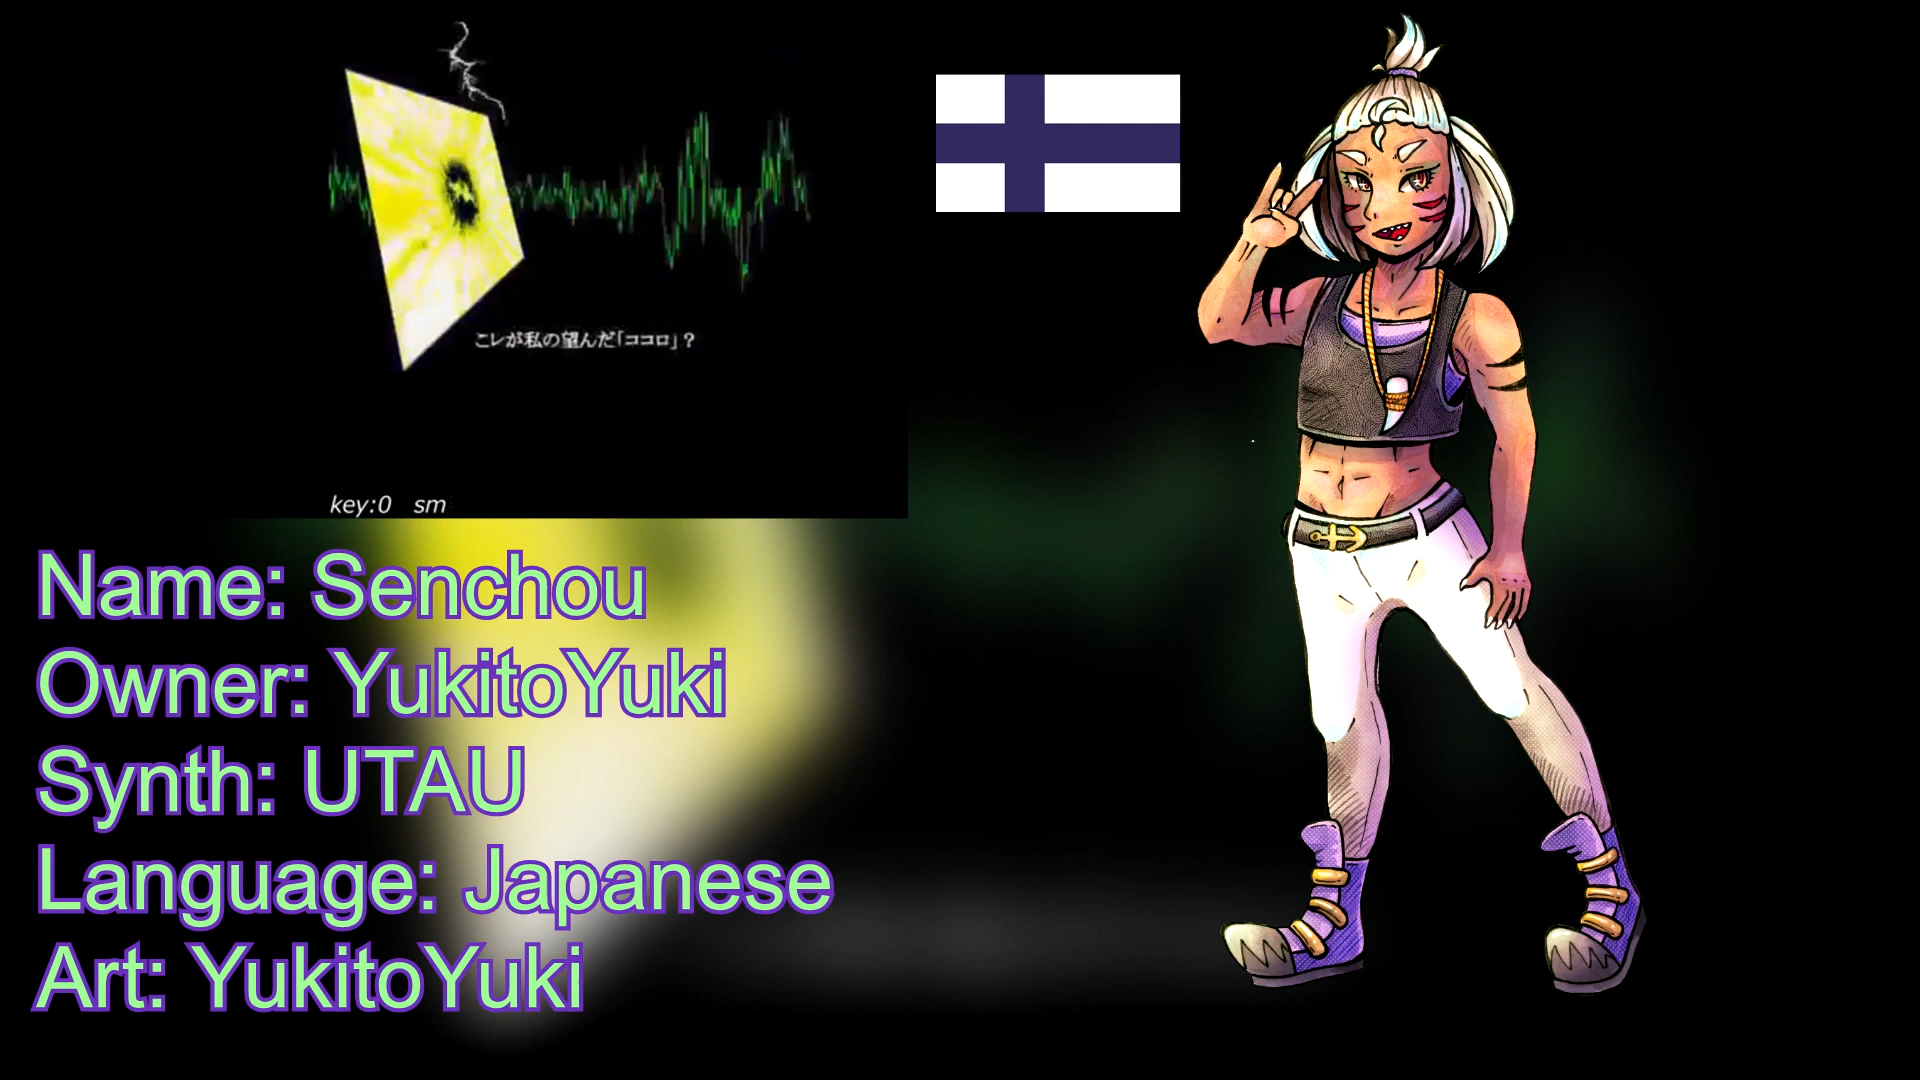 こレが私の望んだ「ココロ」？
key:0 sm
Name: Senchou
Owner: YukitoYuki
Synth: UTAU
Language: Japanese
Art: YukitoYuki